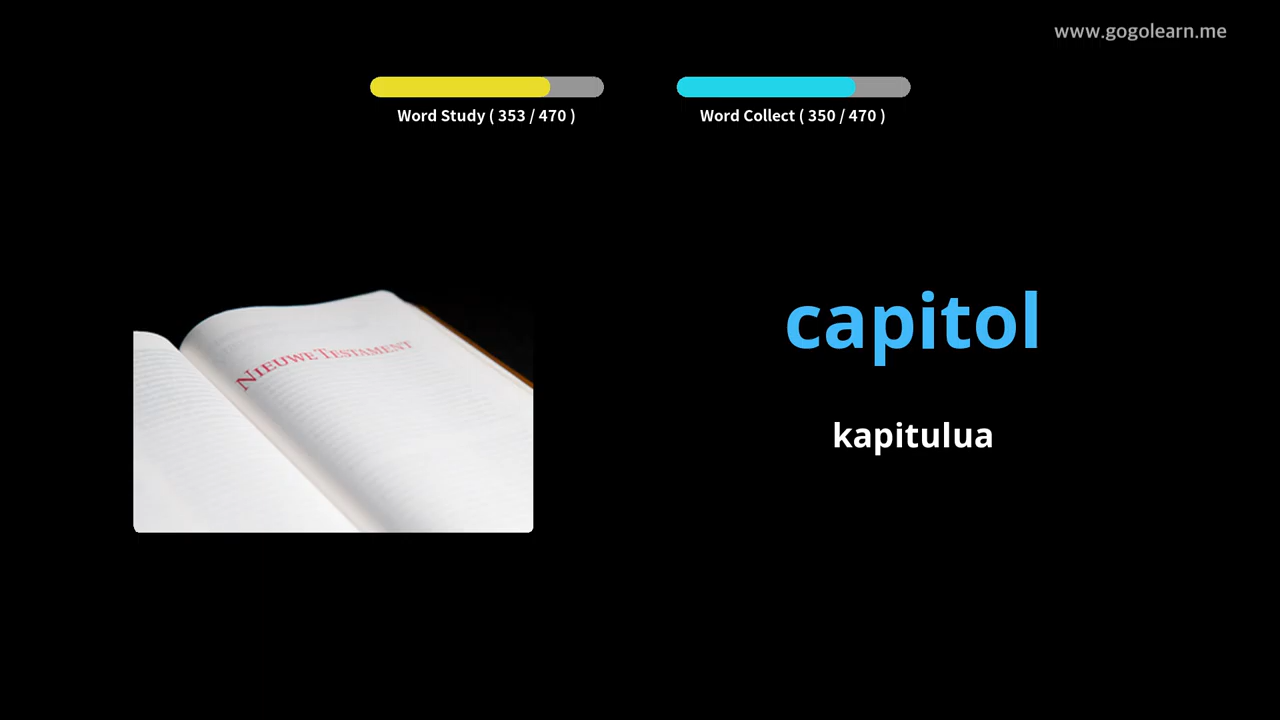 www.gogolearn.me
Word Study ( 353 / 470 )
Word Collect ( 350 / 470 )
NIEUWE TESTAMENT
capitol
kapitulua